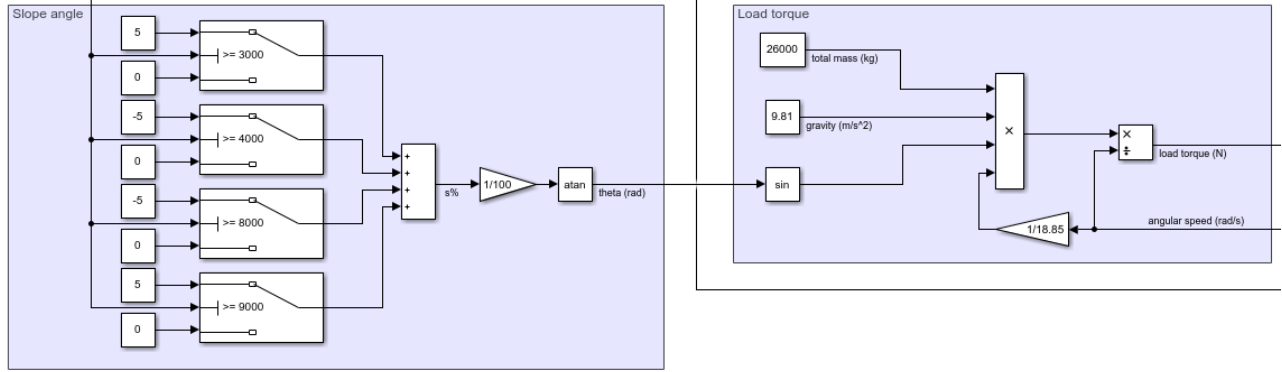 Slope angle
5
>= 3000
0
-5
>= 4000
0
-5
>= 8000
0
5
>= 9000
0
+
+
+
+
s%
1/100
atan
theta (rad)
Load torque
26000
total mass (kg)
9.81
gravity (m/s^2)
sin
×
1/18.85
×
÷
load torque (N)
angular speed (rad/s)